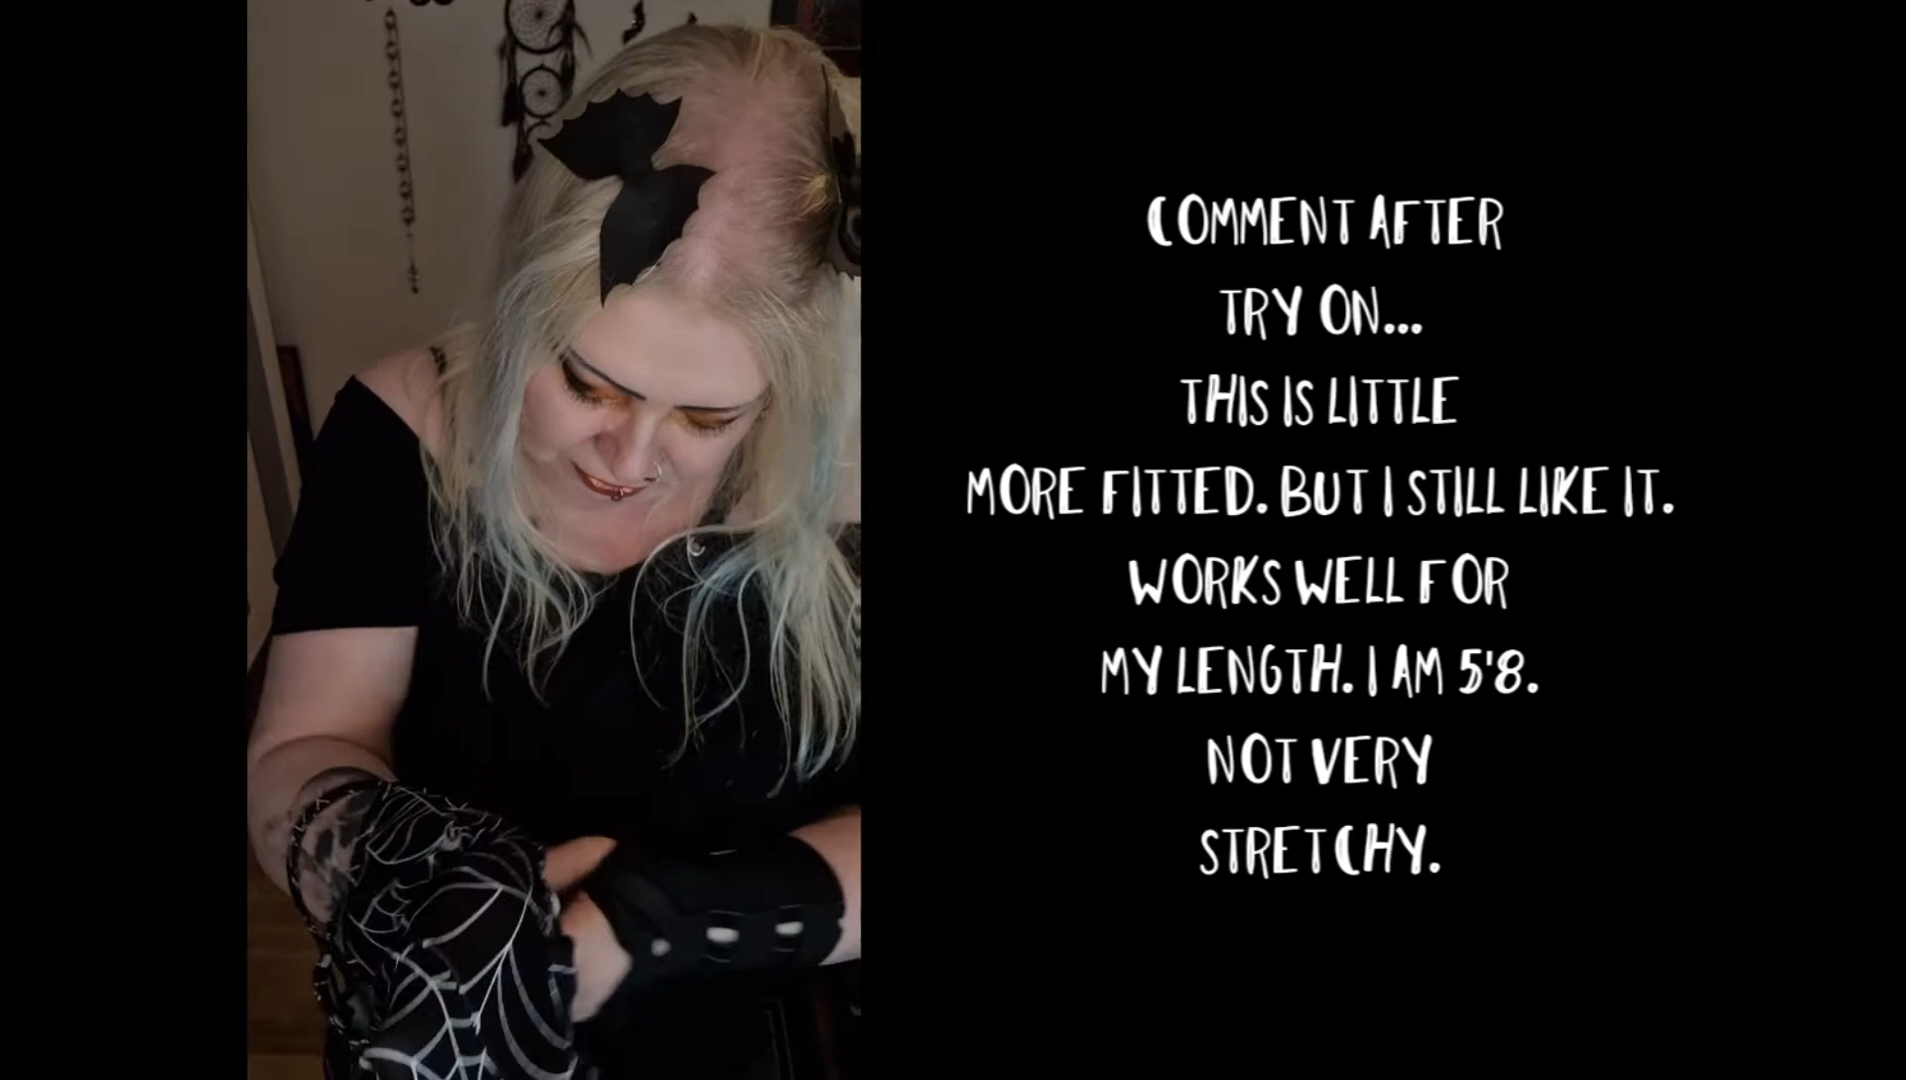 COMMENT AFTER
TRY ON...
THIS IS LITTLE
MORE FITTED. BUT I STILL LIKE IT.
WORKS WELL FOR
MY LENGTH. I AM 5'8.
NOT VERY
STRETCHY.